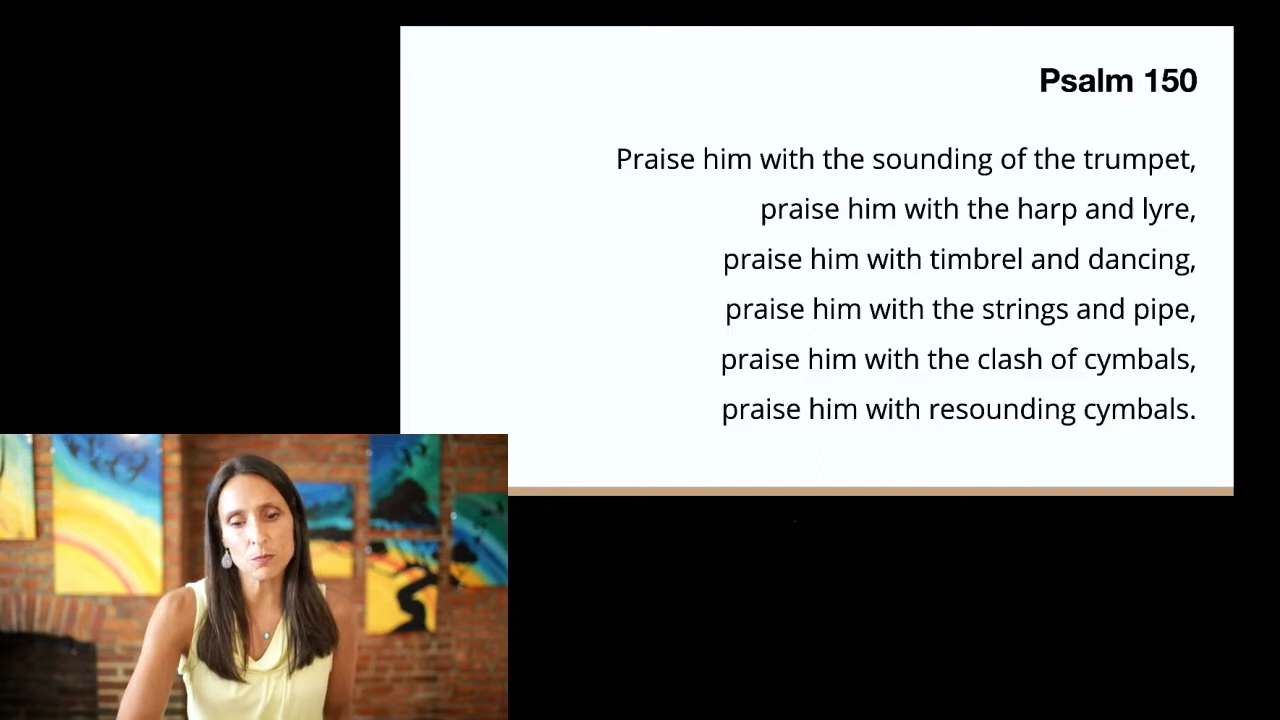 Psalm 150
Praise him with the sounding of the trumpet,
praise him with the harp and lyre,
praise him with timbrel and dancing,
praise him with the strings and pipe,
praise him with the clash of cymbals,
praise him with resounding cymbals.